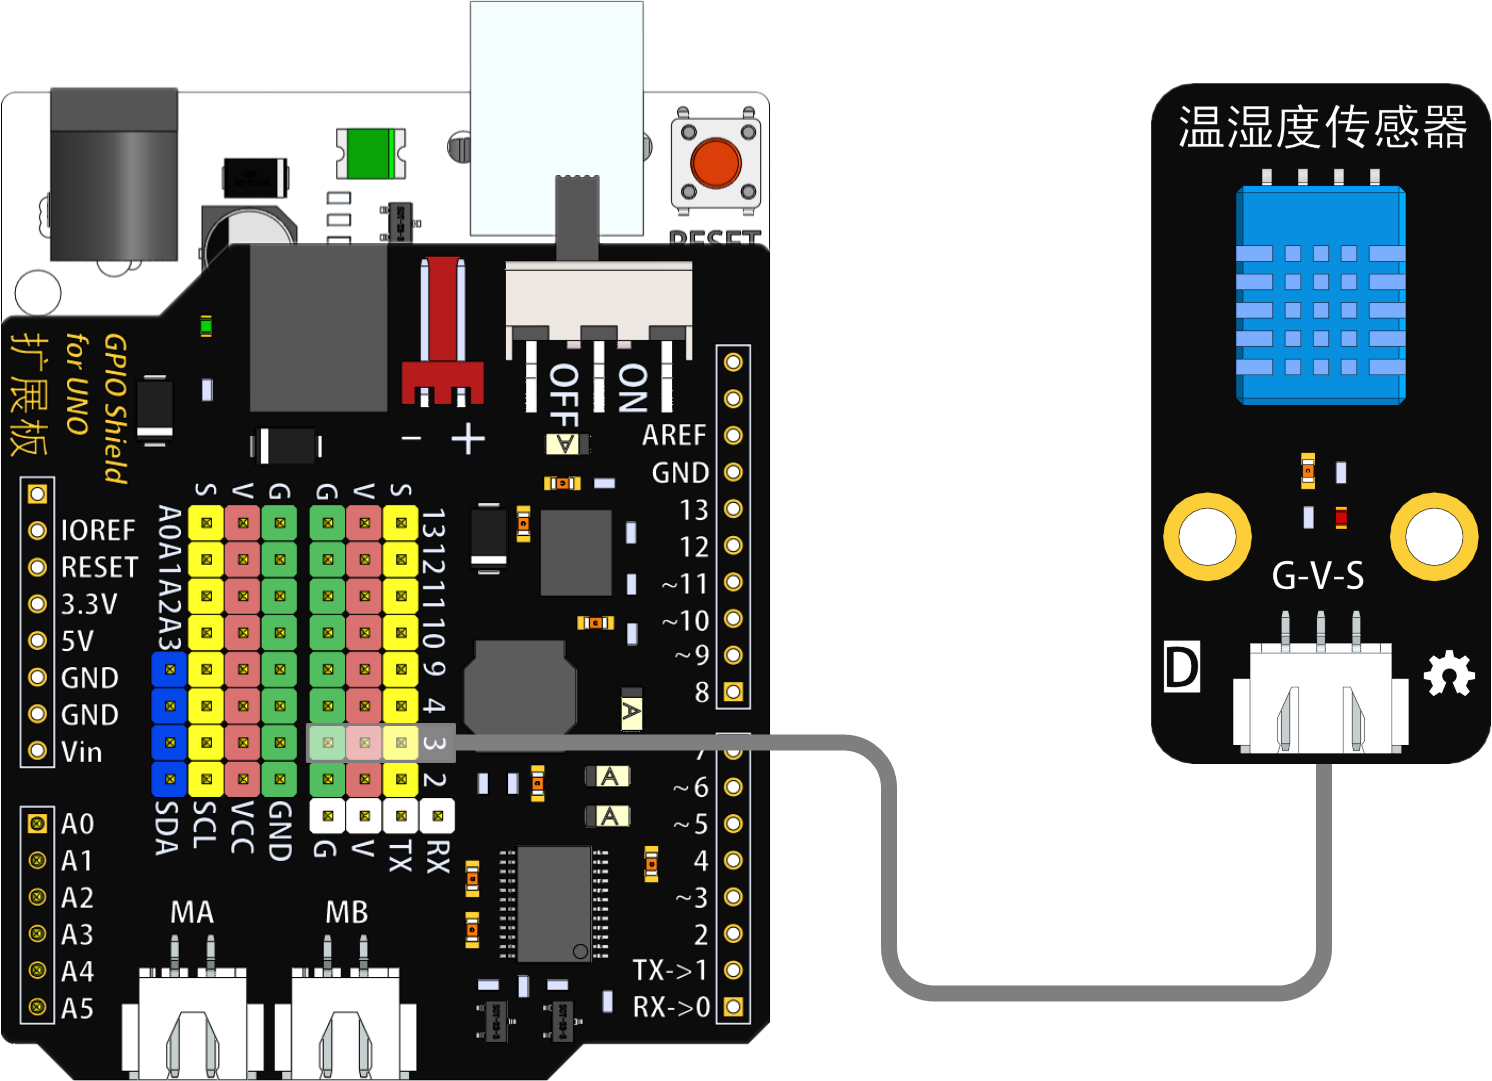 RESET
扩展板
GPIO Shield
for UNO
OFF
ON
- +
AREF
GND
13
12
~11
~10
~9
8
7
~6
~5
4
~3
2
TX->1
RX->0
IOREF
RESET
3.3V
5V
GND
GND
Vin
A0
A1
A2
A3
A4
A5
S V G G V S
A0
A1
A2
A3
13
12
11
10
9
4
3
2
SDA SCL VCC GND G V TX RX
MA MB
A
A
A
A
温湿度传感器
G-V-S
D